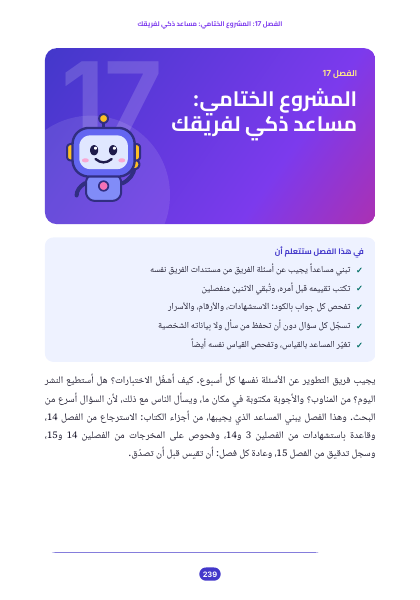 الفصل 17: المشروع الختامي: مساعد ذكي لفريقك
17
الفصل 17
المشروع الختامي:
مساعد ذكي لفريقك
في هذا الفصل ستتعلم أن
✓ تبني مساعداً يجيب عن أسئلة الفريق من مستندات الفريق نفسه
✓ تكتب تقييمه قبل أمره، وتُبقي الاثنين منفصلين
✓ تفحص كل جواب بالكود: الاستشهادات، والأرقام، والأسرار
✓ تسجّل كل سؤال دون أن تحفظ من سأل ولا بياناته الشخصية
✓ تغيّر المساعد بالقياس، وتفحص القياس نفسه أيضاً
يجيب فريق التطوير عن الأسئلة نفسها كل أسبوع. كيف أشغّل الاختبارات؟ هل أستطيع النشر
اليوم؟ من المناوب؟ والأجوبة مكتوبة في مكان ما، ويسأل الناس مع ذلك، لأن السؤال أسرع من
البحث. وهذا الفصل يبني المساعد الذي يجيبها، من أجزاء الكتاب: الاسترجاع من الفصل 14،
وقاعدة باستشهادات من الفصلين 3 و14، وفحوص على المخرجات من الفصلين 14 و15،
وسجل تدقيق من الفصل 15، وعادة كل فصل: أن تقيس قبل أن تصدّق.
239